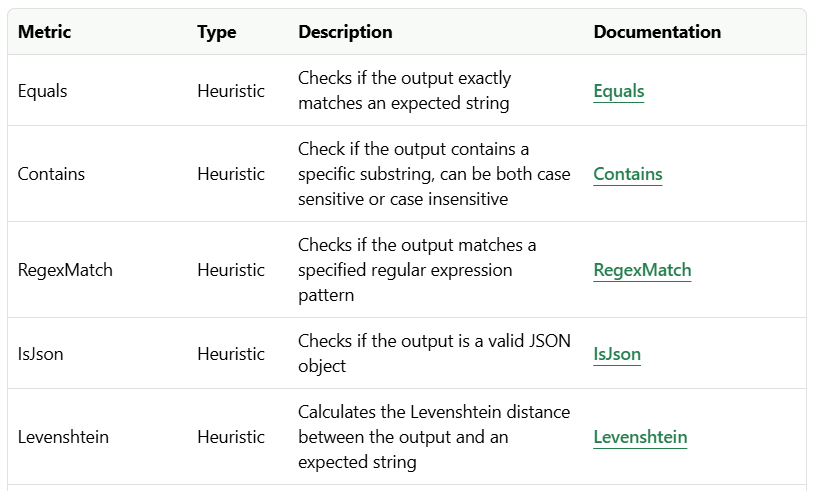 Metric Type Description Documentation
Equals Heuristic Checks if the output exactly Equals
matches an expected string
Contains Heuristic Check if the output contains a Contains
specific substring, can be both case
sensitive or case insensitive
RegexMatch Heuristic Checks if the output matches a RegexMatch
specified regular expression
pattern
IsJson Heuristic Checks if the output is a valid JSON IsJson
object
Levenshtein Heuristic Calculates the Levenshtein distance Levenshtein
between the output and an
expected string